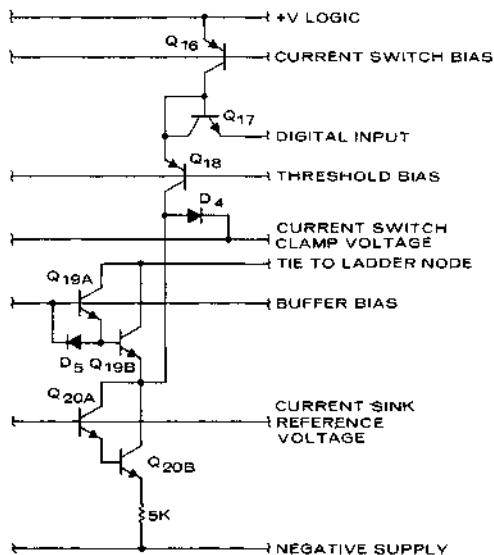 +V LOGIC
Q16
CURRENT SWITCH BIAS
Q17
DIGITAL INPUT
Q18
THRESHOLD BIAS
D4
CURRENT SWITCH
CLAMP VOLTAGE
TIE TO LADDER NODE
Q19A
BUFFER BIAS
D5
Q19B
Q20A
CURRENT SINK
REFERENCE
VOLTAGE
Q20B
5K
NEGATIVE SUPPLY